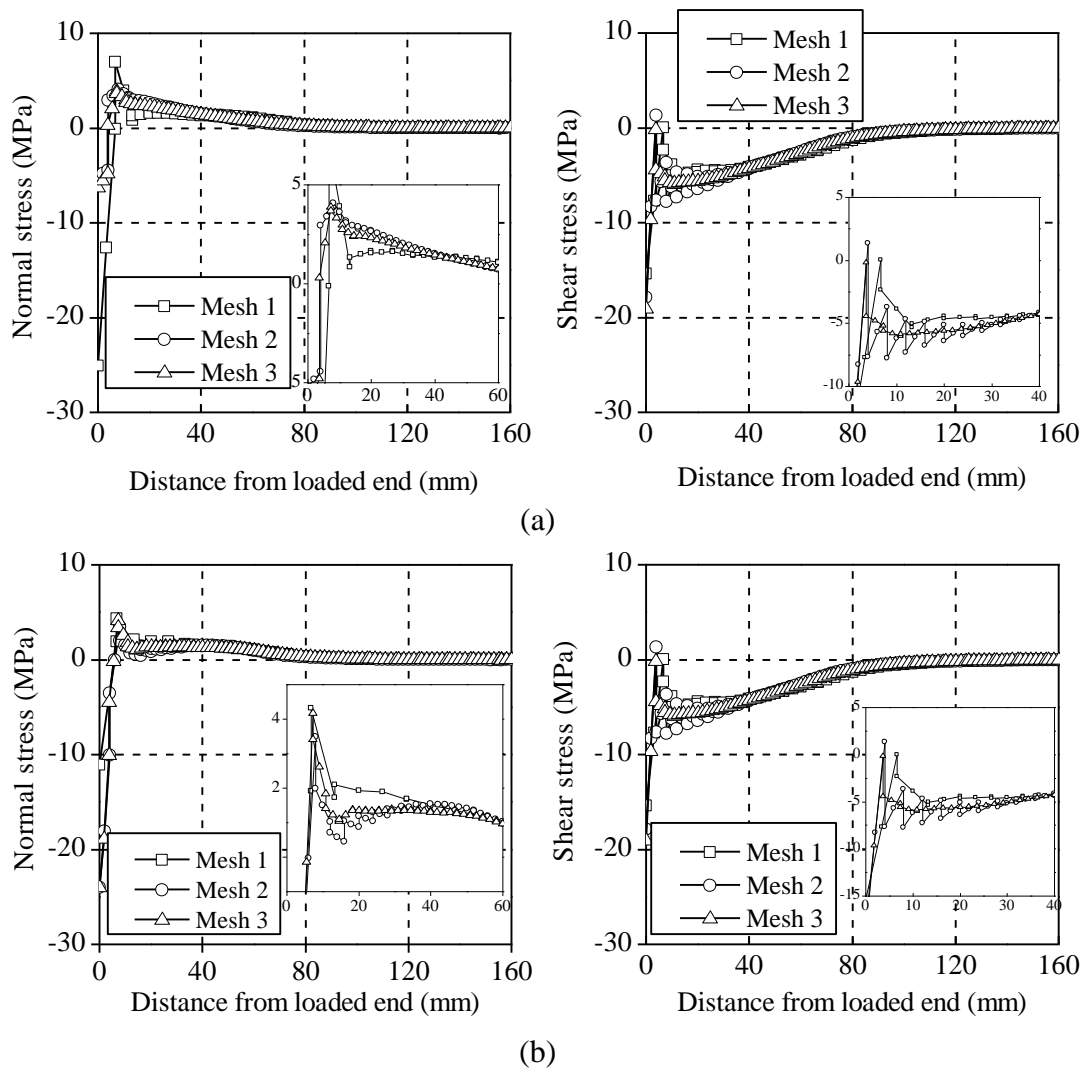 (a)
Normal stress (MPa)
10
0
-10
-20
-30
0 40 80 120 160
Distance from loaded end (mm)
Mesh 1
Mesh 2
Mesh 3
5
0
5
0 20 40 60
Shear stress (MPa)
10
0
-10
-20
-30
0 40 80 120 160
Distance from loaded end (mm)
Mesh 1
Mesh 2
Mesh 3
5
0
-5
-10
0 10 20 30 40
(a)
Normal stress (MPa)
10
0
-10
-20
-30
0 40 80 120 160
Distance from loaded end (mm)
Mesh 1
Mesh 2
Mesh 3
4
2
0 20 40 60
Shear stress (MPa)
10
0
-10
-20
-30
0 40 80 120 160
Distance from loaded end (mm)
Mesh 1
Mesh 2
Mesh 3
5
0
-5
-10
-15
0 10 20 30 40
(b)